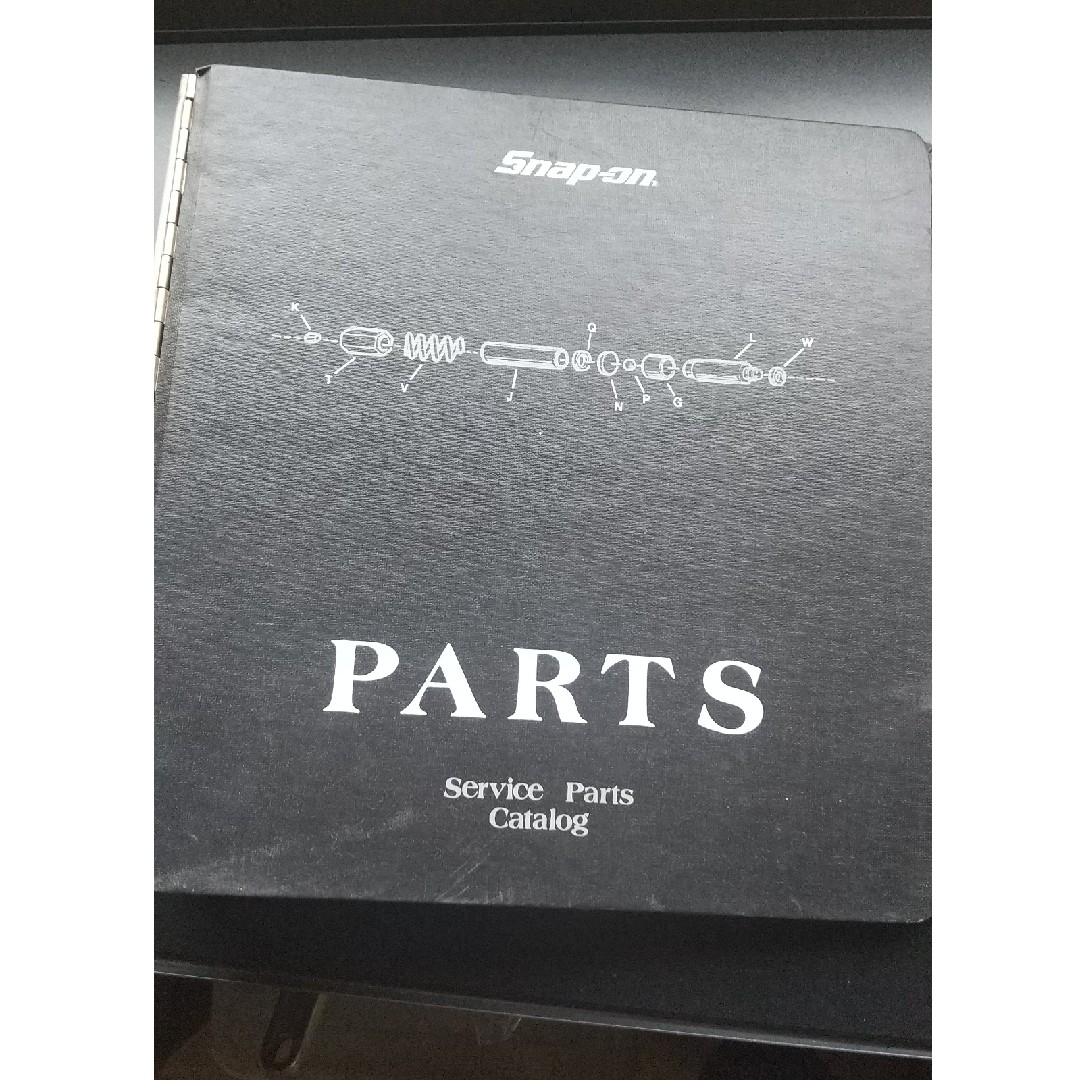 Snap-on
K
T
V
J
Q
N
P
G
L
W
PARTS
Service Parts
Catalog